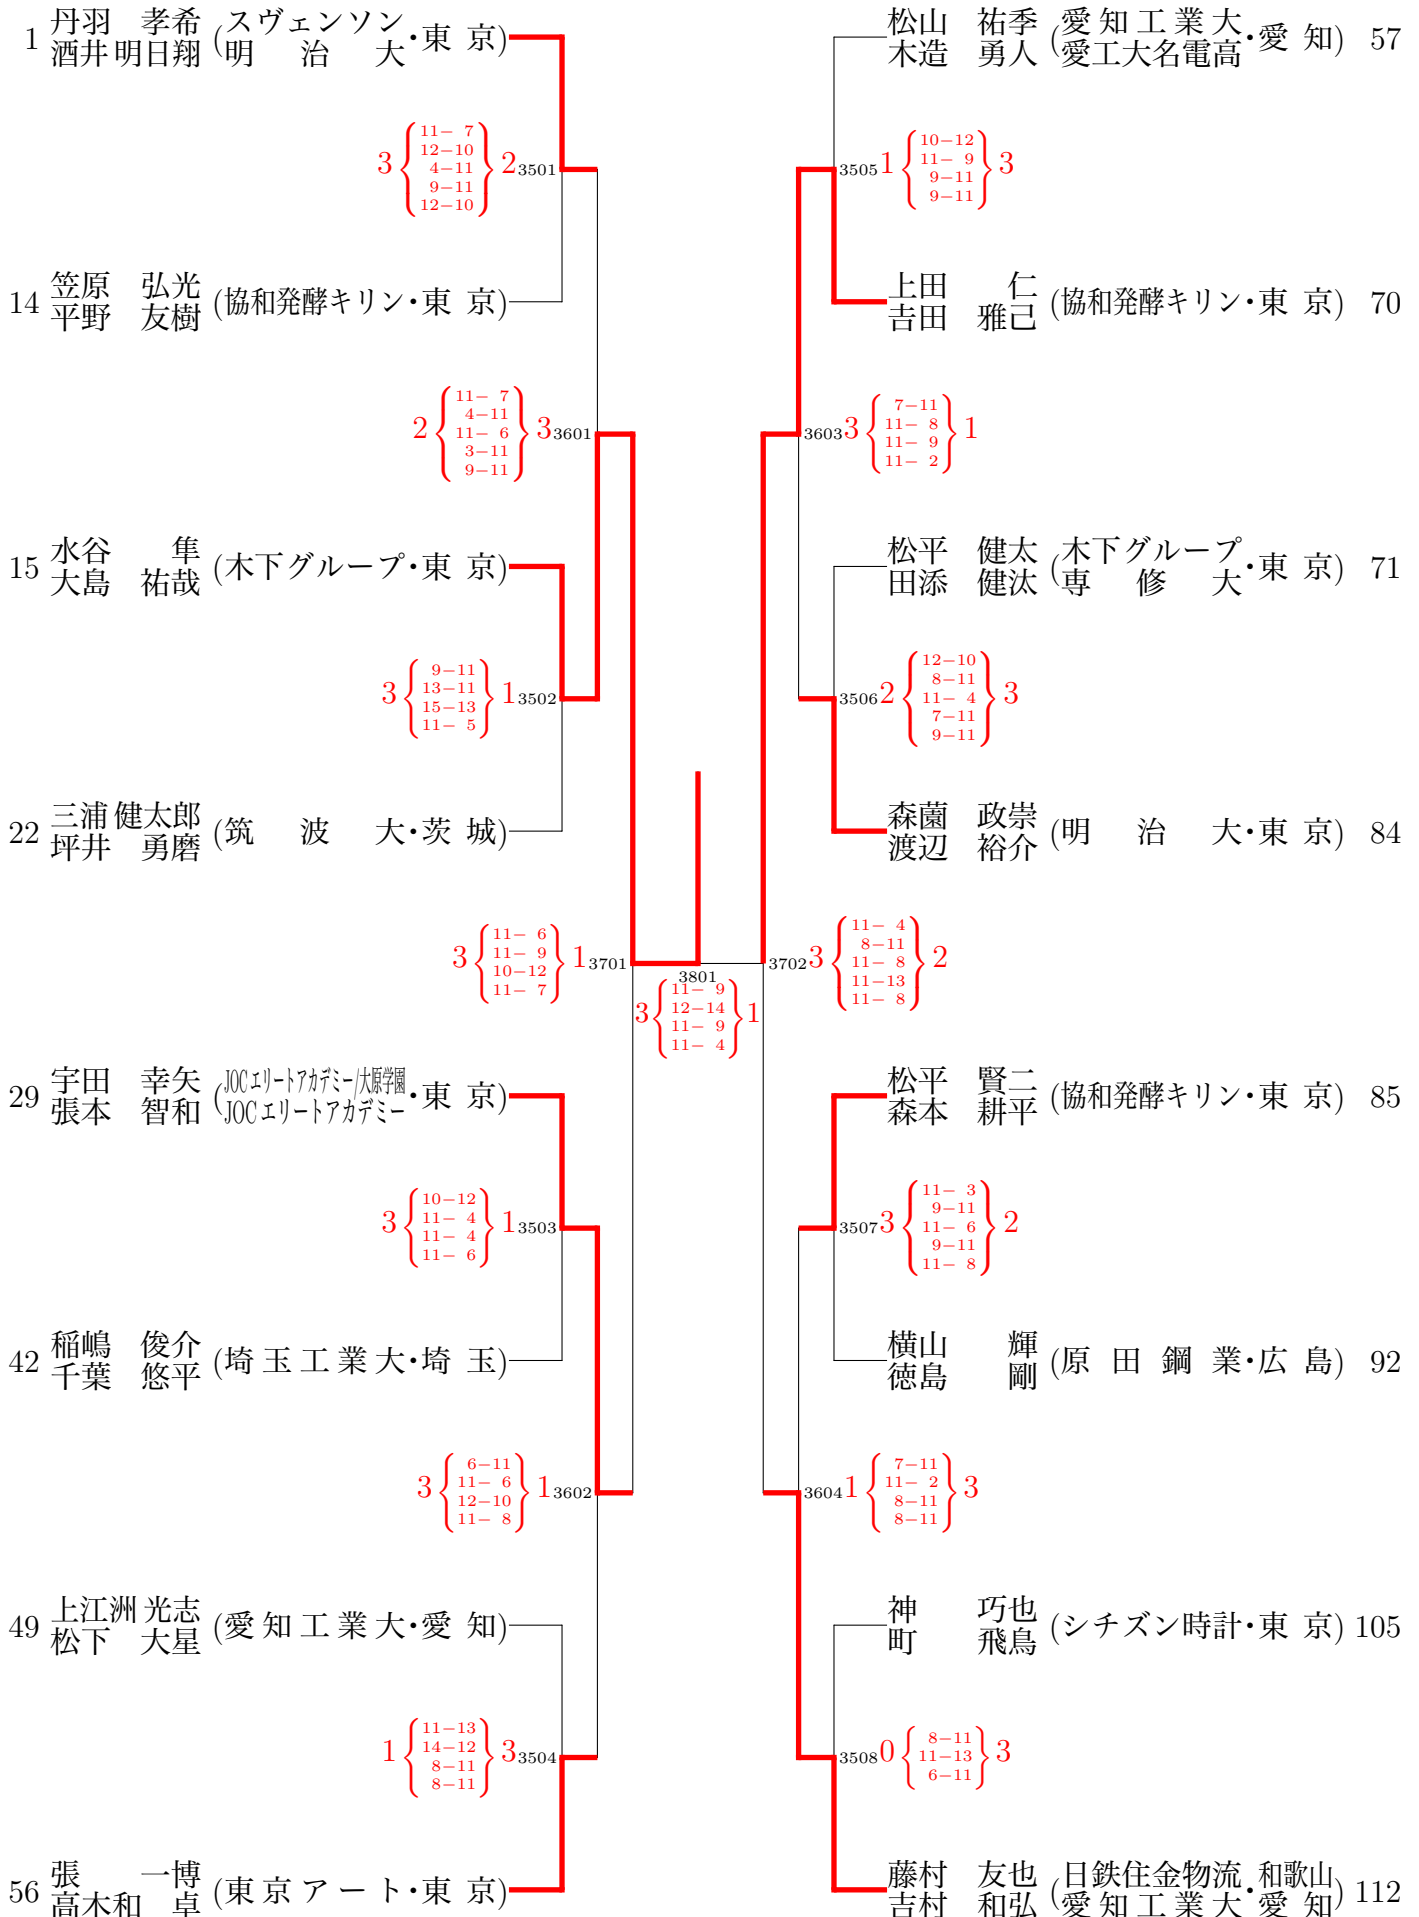 1 丹羽 孝希 (スヴェンソン・東 京)
酒井明日翔 明 治 大
3 { 11- 7 } 2
12-10
4-11
9-11
12-10
3501
14 笠原 弘光 (協和発酵キリン・東 京)
平野 友樹
2 { 11- 7 } 3
4-11
11- 6
3-11
9-11
3601
15 水谷 隼 (木下グループ・東 京)
大島 祐哉
3 { 9-11 } 1
13-11
15-13
11- 5
3502
22 三浦健太郎 (筑 波 大・茨 城)
坪井 勇磨
3 { 11- 6 } 1
11- 9
10-12
11- 7
3701
29 宇田 幸矢 (JOCエリートアカデミー/大原学園・東 京)
張本 智和 JOCエリートアカデミー
3 { 10-12 } 1
11- 4
11- 4
11- 6
3503
42 稲嶋 俊介 (埼玉工業大・埼 玉)
千葉 悠平
3 { 6-11 } 1
11- 6
12-10
11- 8
3602
49 上江洲光志 (愛知工業大・愛 知)
松下 大星
1 { 11-13 } 3
14-12
8-11
8-11
3504
56 張 一博 (東京アート・東 京)
高木和 卓
3801
3 { 11- 9 } 1
12-14
11- 9
11- 4
松山 祐季 (愛知工業大・愛 知) 57
木造 勇人 愛工大名電高
3505
1 { 10-12 } 3
11- 9
9-11
9-11
上田 仁 (協和発酵キリン・東 京) 70
吉田 雅己
3603
3 { 7-11 } 1
11- 8
11- 9
11- 2
松平 健太 (木下グループ・東 京) 71
田添 健汰 専 修 大
3506
2 { 12-10 } 3
8-11
11- 4
7-11
9-11
森薗 政崇 (明 治 大・東 京) 84
渡辺 裕介
3702
3 { 11- 4 } 2
8-11
11- 8
11-13
11- 8
松平 賢二 (協和発酵キリン・東 京) 85
森本 耕平
3507
3 { 11- 3 } 2
9-11
11- 6
9-11
11- 8
横山 輝 (原田鋼業・広 島) 92
徳島 剛
3604
1 { 7-11 } 3
11- 2
8-11
8-11
神 巧也 (シチズン時計・東 京) 105
町 飛鳥
3508
0 { 8-11 } 3
11-13
6-11
藤村 友也 (日鉄住金物流・和歌山) 112
吉村 和弘 愛知工業大・愛 知